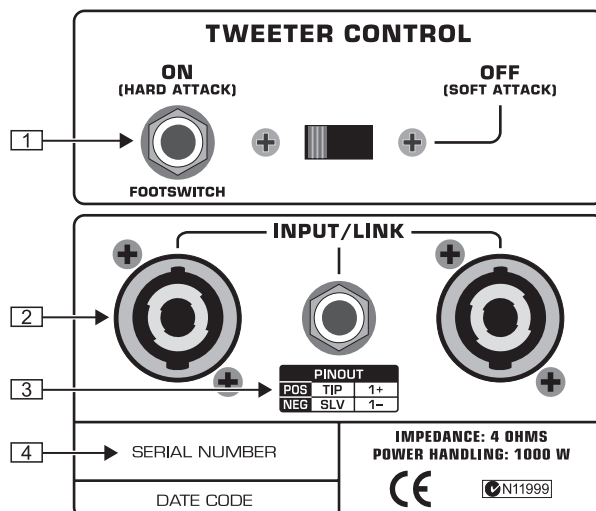 TWEETER CONTROL
ON
(HARD ATTACK)
OFF
(SOFT ATTACK)
1
FOOTSWITCH
INPUT/LINK
2
PINOUT
3
POS TIP 1+
NEG SLV 1–
4
SERIAL NUMBER
DATE CODE
IMPEDANCE: 4 OHMS
POWER HANDLING: 1000 W
CE
N11999